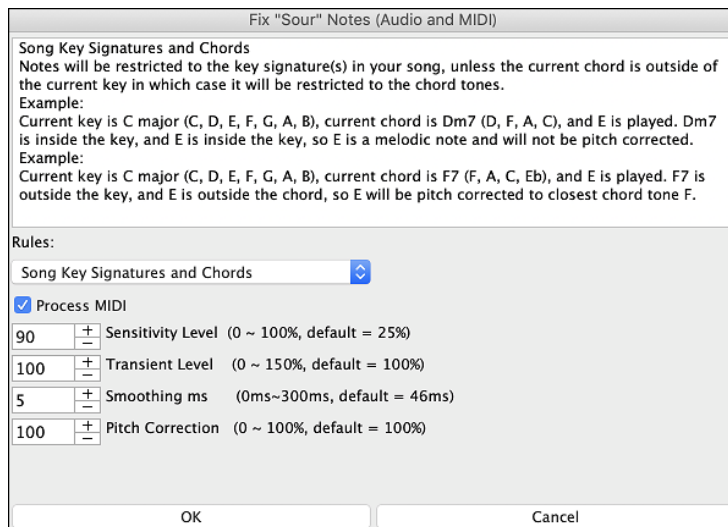 Fix "Sour" Notes (Audio and MIDI)
Song Key Signatures and Chords
Notes will be restricted to the key signature(s) in your song, unless the current chord is outside of
the current key in which case it will be restricted to the chord tones.
Example:
Current key is C major (C, D, E, F, G, A, B), current chord is Dm7 (D, F, A, C), and E is played. Dm7
is inside the key, and E is inside the key, so E is a melodic note and will not be pitch corrected.
Example:
Current key is C major (C, D, E, F, G, A, B), current chord is F7 (F, A, C, Eb), and E is played. F7 is
outside the key, and E is outside the chord, so E will be pitch corrected to closest chord tone F.
Rules:
Song Key Signatures and Chords
Process MIDI
90 + − Sensitivity Level (0 ~ 100%, default = 25%)
100 + − Transient Level (0 ~ 150%, default = 100%)
5 + − Smoothing ms (0ms~300ms, default = 46ms)
100 + − Pitch Correction (0 ~ 100%, default = 100%)
OK Cancel